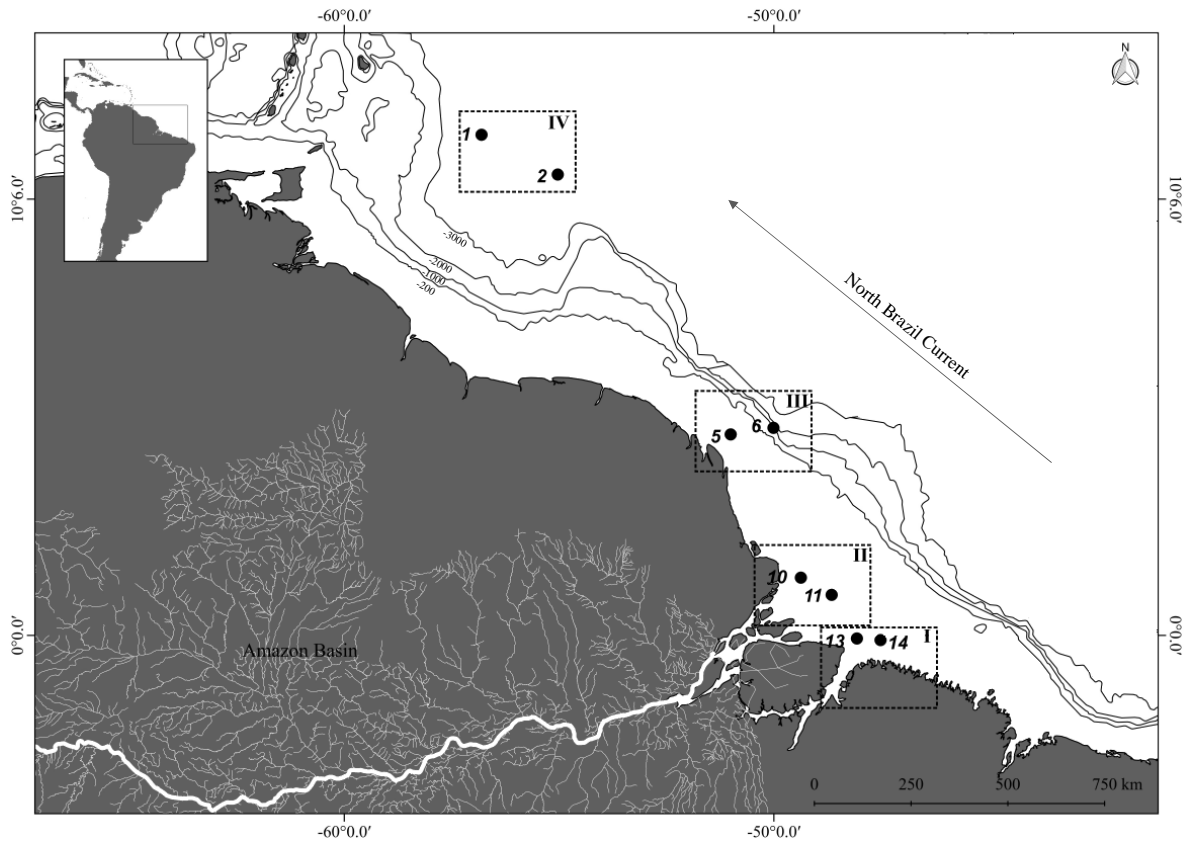 -60°0.0′
-50°0.0′
N
IV
1
2
10°6.0′
10°6.0′
-3000
-2000
-1000
-200
North Brazil Current
III
5
6
II
10
11
I
13
14
0°0.0′
0°0.0′
Amazon Basin
0
250
500
750 km
-60°0.0′
-50°0.0′